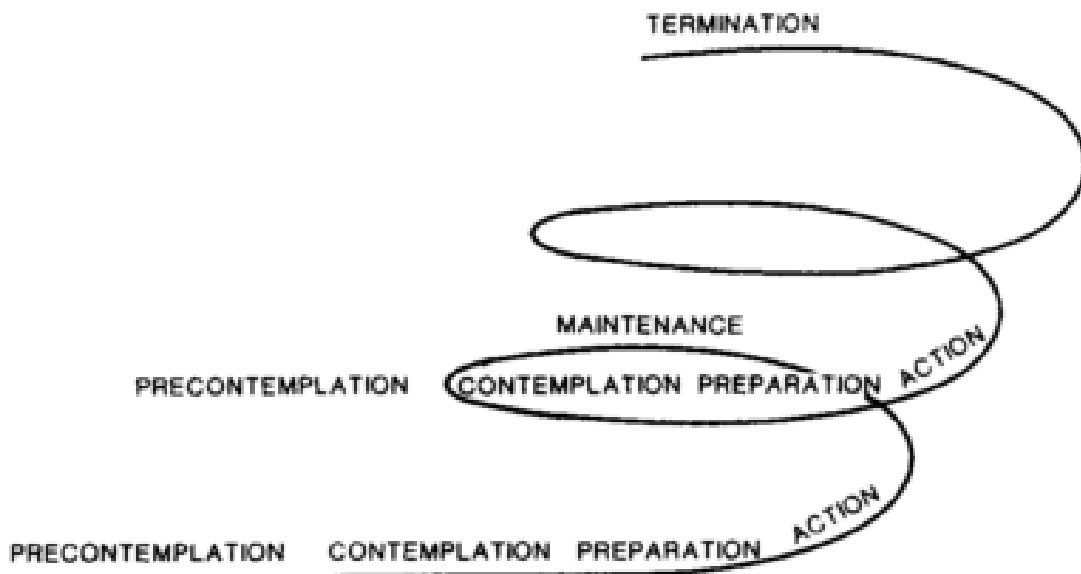 TERMINATION
MAINTENANCE
PRECONTEMPLATION CONTEMPLATION PREPARATION ACTION
PRECONTEMPLATION CONTEMPLATION PREPARATION ACTION